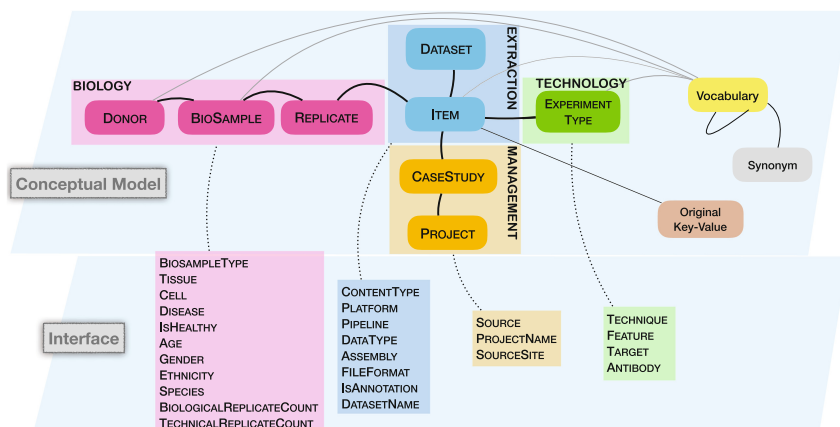 BIOLOGY
DONOR
BIOSAMPLE
REPLICATE
EXTRACTION
DATASET
ITEM
TECHNOLOGY
EXPERIMENT
TYPE
Vocabulary
Synonym
MANAGEMENT
CASESTUDY
PROJECT
Original
Key-Value
Conceptual Model
Interface
BIOSAMPLETYPE
TISSUE
CELL
DISEASE
ISHEALTHY
AGE
GENDER
ETHNICITY
SPECIES
BIOLOGICALREPLICATECOUNT
TECHNICALREPLICATECOUNT
CONTENTTYPE
PLATFORM
PIPELINE
DATATYPE
ASSEMBLY
FILEFORMAT
ISANNOTATION
DATASETNAME
SOURCE
PROJECTNAME
SOURCESITE
TECHNIQUE
FEATURE
TARGET
ANTIBODY